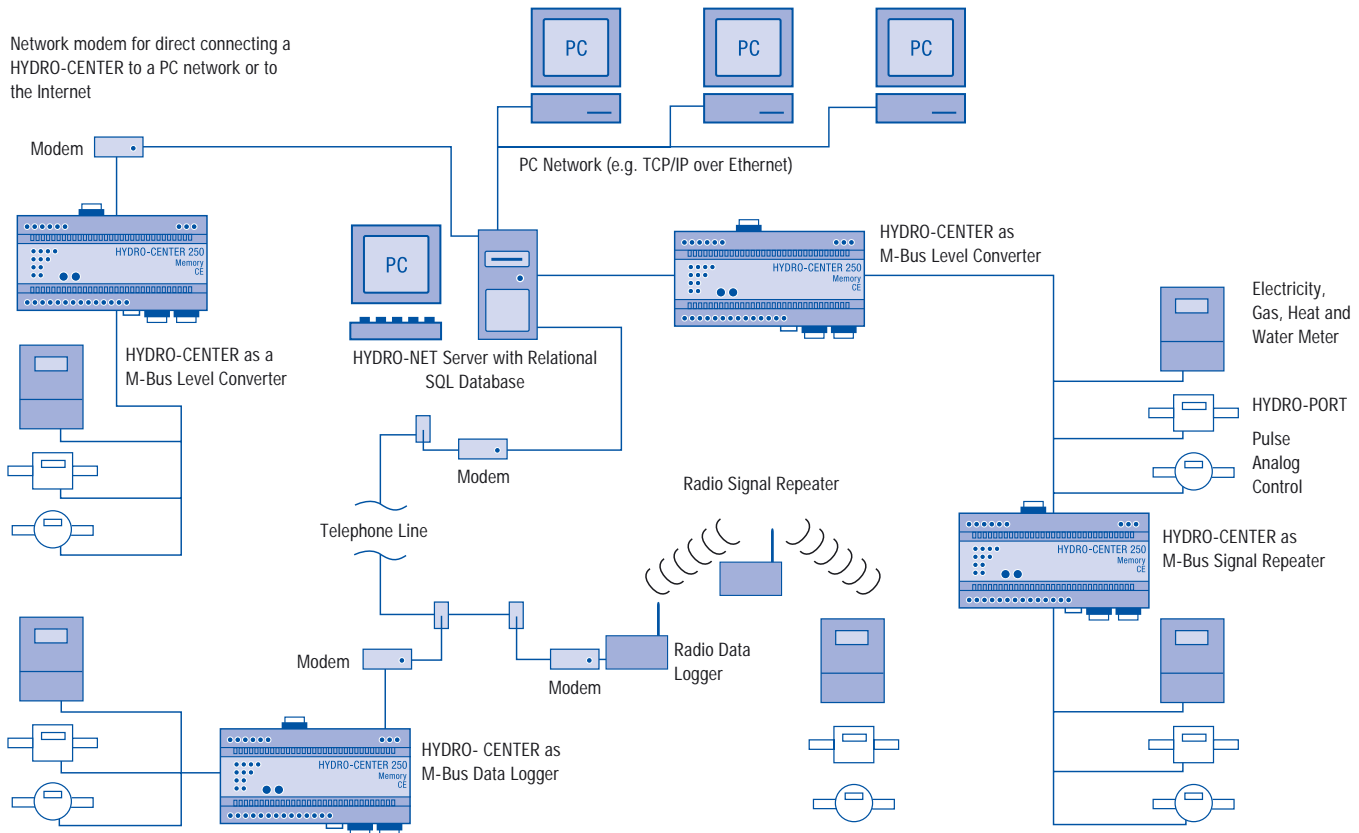 Network modem for direct connecting a
HYDRO-CENTER to a PC network or to
the Internet
PC
PC
PC
Modem
PC Network (e.g. TCP/IP over Ethernet)
HYDRO-CENTER 250
Memory
CE
HYDRO-CENTER as a
M-Bus Level Converter
PC
HYDRO-NET Server with Relational
SQL Database
HYDRO-CENTER 250
Memory
CE
HYDRO-CENTER as
M-Bus Level Converter
Electricity,
Gas, Heat and
Water Meter
HYDRO-PORT
Pulse
Analog
Control
Modem
Telephone Line
Radio Signal Repeater
HYDRO-CENTER 250
Memory
CE
HYDRO-CENTER as
M-Bus Signal Repeater
Modem
Modem
Radio Data
Logger
HYDRO-CENTER 250
Memory
CE
HYDRO- CENTER as
M-Bus Data Logger